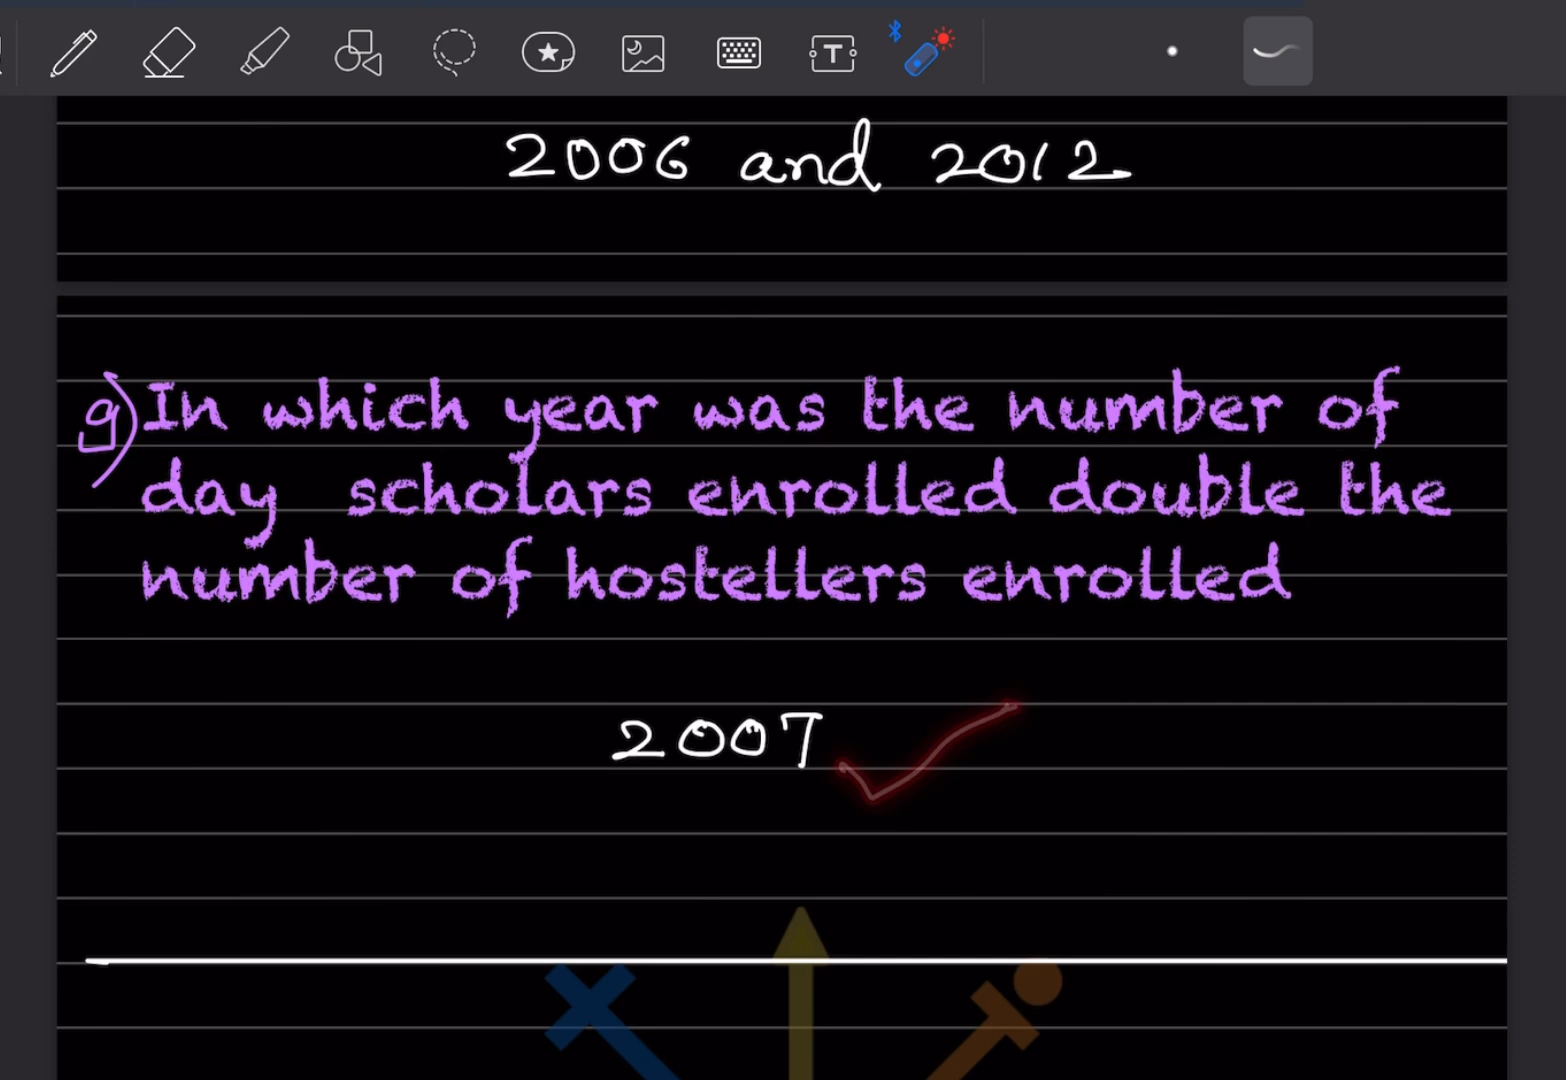 2006 and 2012
g) In which year was the number of
day scholars enrolled double the
number of hostellers enrolled
2007